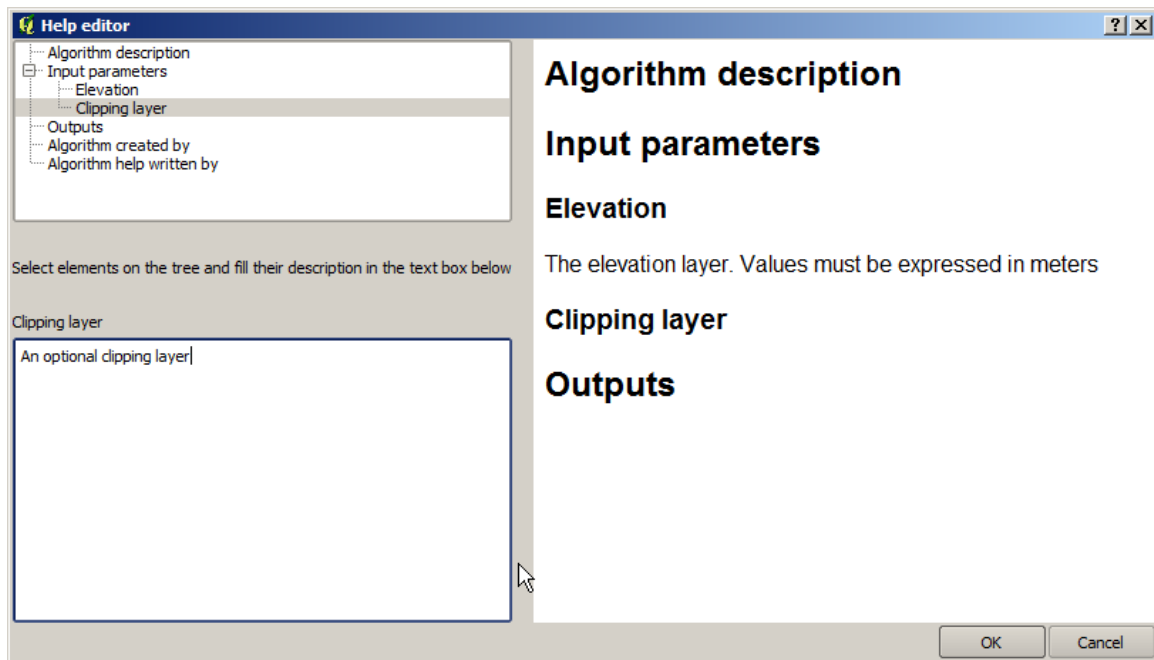 Help editor
Algorithm description
Input parameters
Elevation
Clipping layer
Outputs
Algorithm created by
Algorithm help written by
Select elements on the tree and fill their description in the text box below
Clipping layer
An optional clipping layer
Algorithm description
Input parameters
Elevation
The elevation layer. Values must be expressed in meters
Clipping layer
Outputs
OK
Cancel